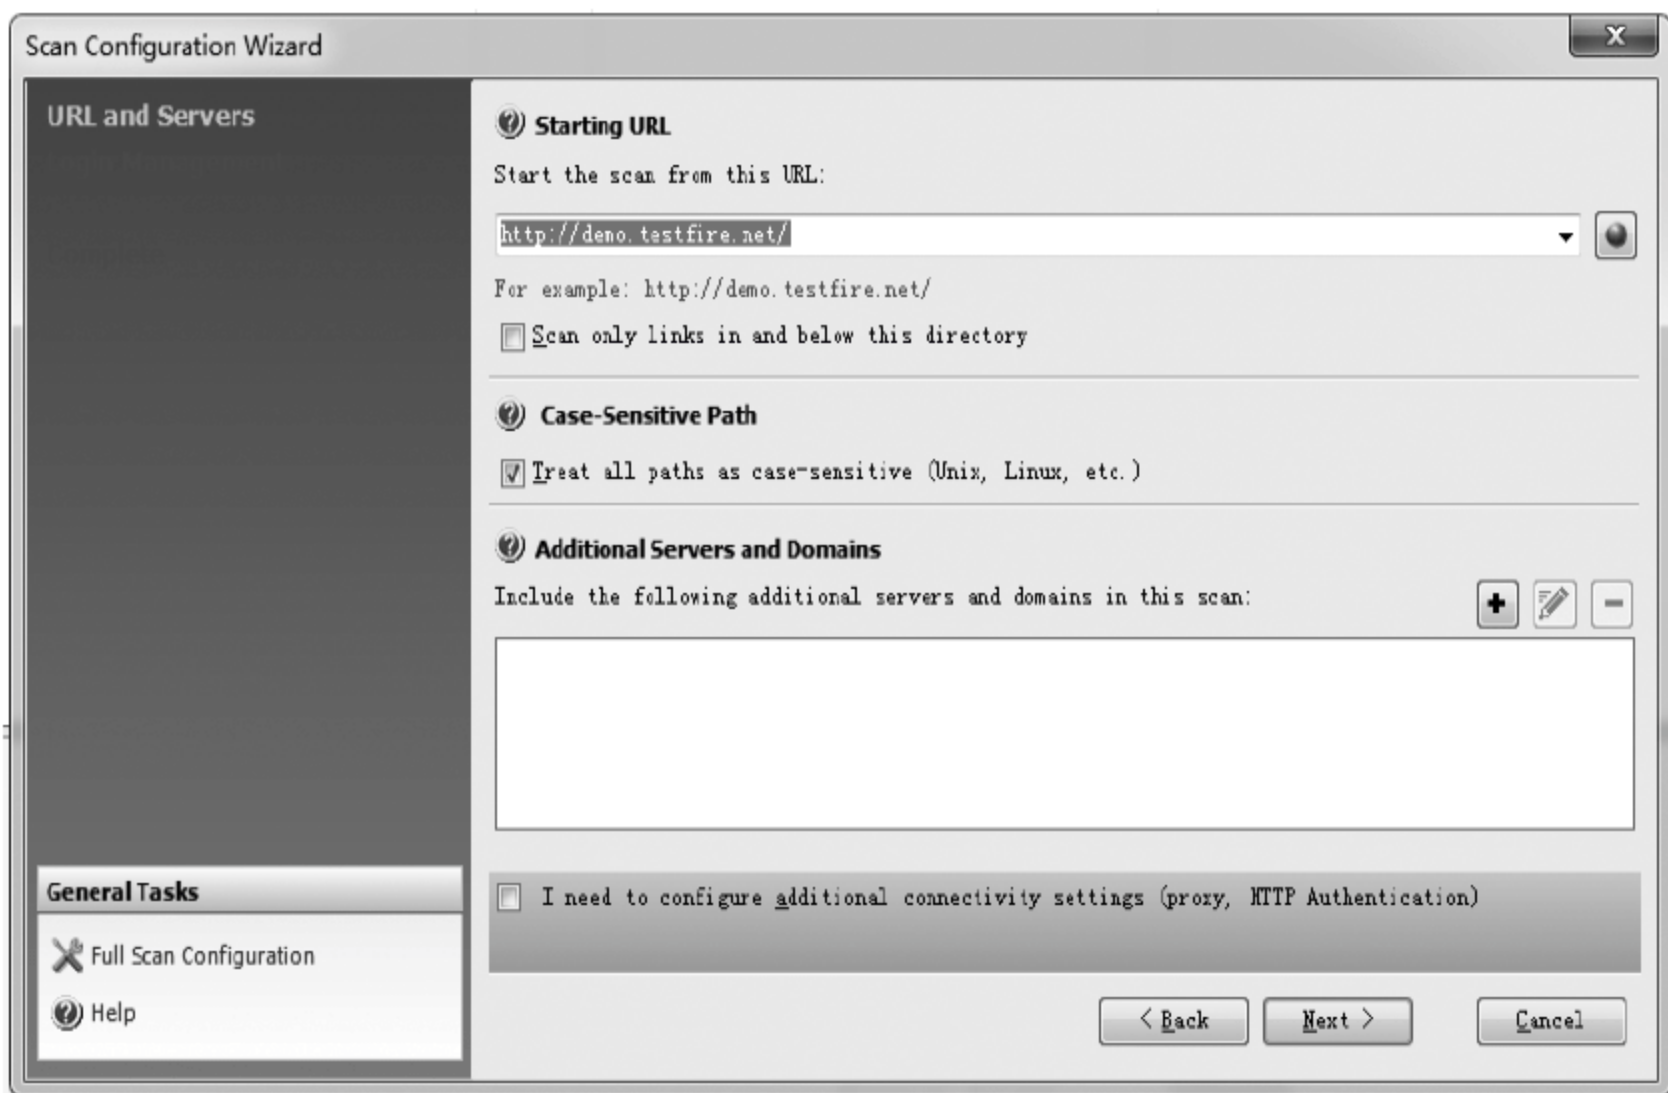 Scan Configuration Wizard
URL and Servers
Starting URL
Start the scan from this URL:
http://demo.testfire.net/
For example: http://demo.testfire.net/
Scan only links in and below this directory
Case-Sensitive Path
Treat all paths as case-sensitive (Unix, Linux, etc.)
Additional Servers and Domains
Include the following additional servers and domains in this scan:
I need to configure additional connectivity settings (proxy, HTTP Authentication)
General Tasks
Full Scan Configuration
Help
< Back
Next >
Cancel